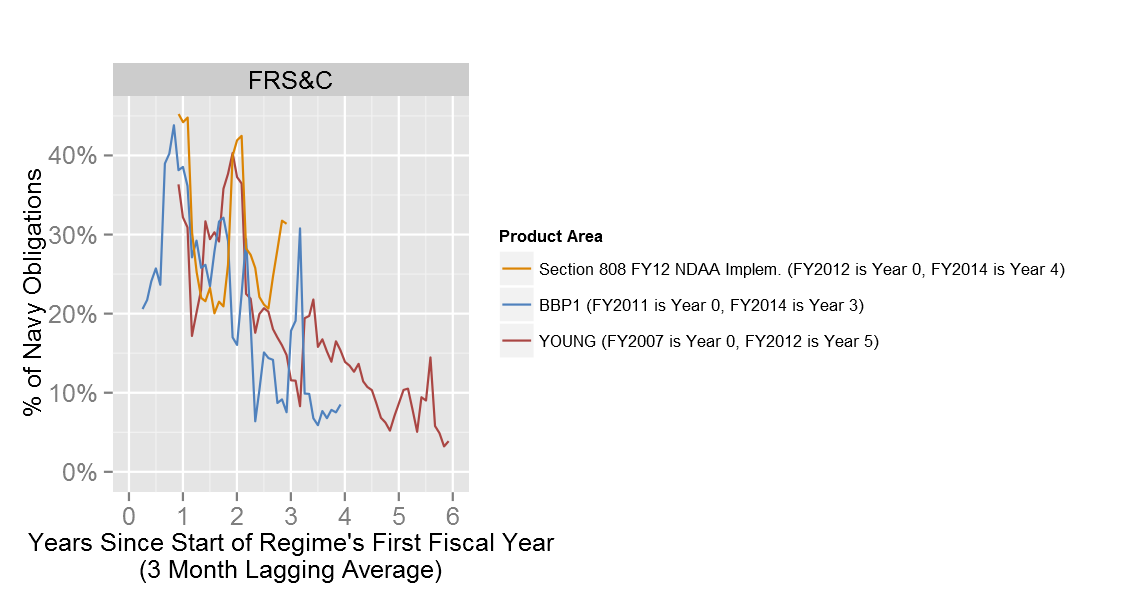 FRS&C
% of Navy Obligations
40%
30%
20%
10%
0%
0 1 2 3 4 5 6
Years Since Start of Regime's First Fiscal Year
(3 Month Lagging Average)
Product Area
Section 808 FY12 NDAA Implem. (FY2012 is Year 0, FY2014 is Year 4)
BBP1 (FY2011 is Year 0, FY2014 is Year 3)
YOUNG (FY2007 is Year 0, FY2012 is Year 5)